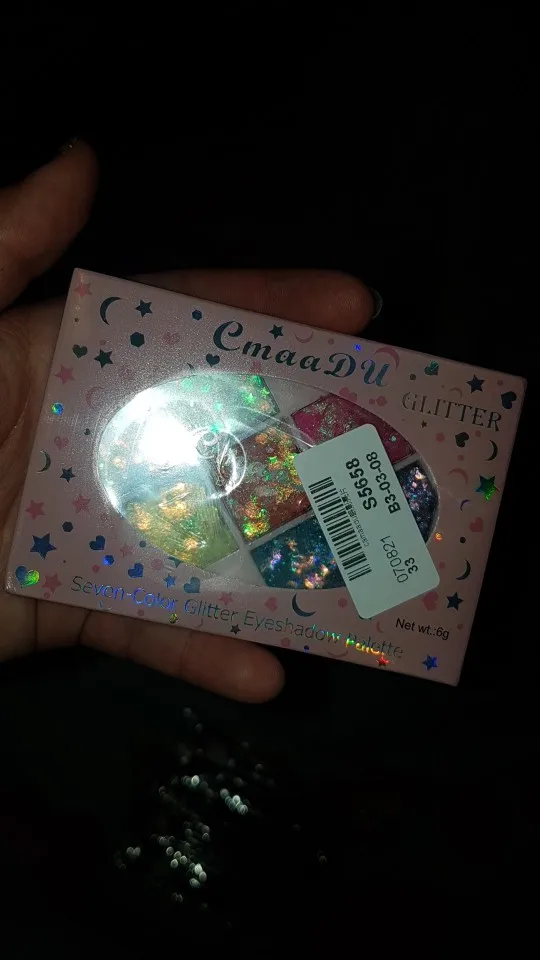 CmaaDU
GLITTER
Seven-Color Glitter Eyeshadow Palette
Net wt.:6g
S5658
B3-03-08
070821
33